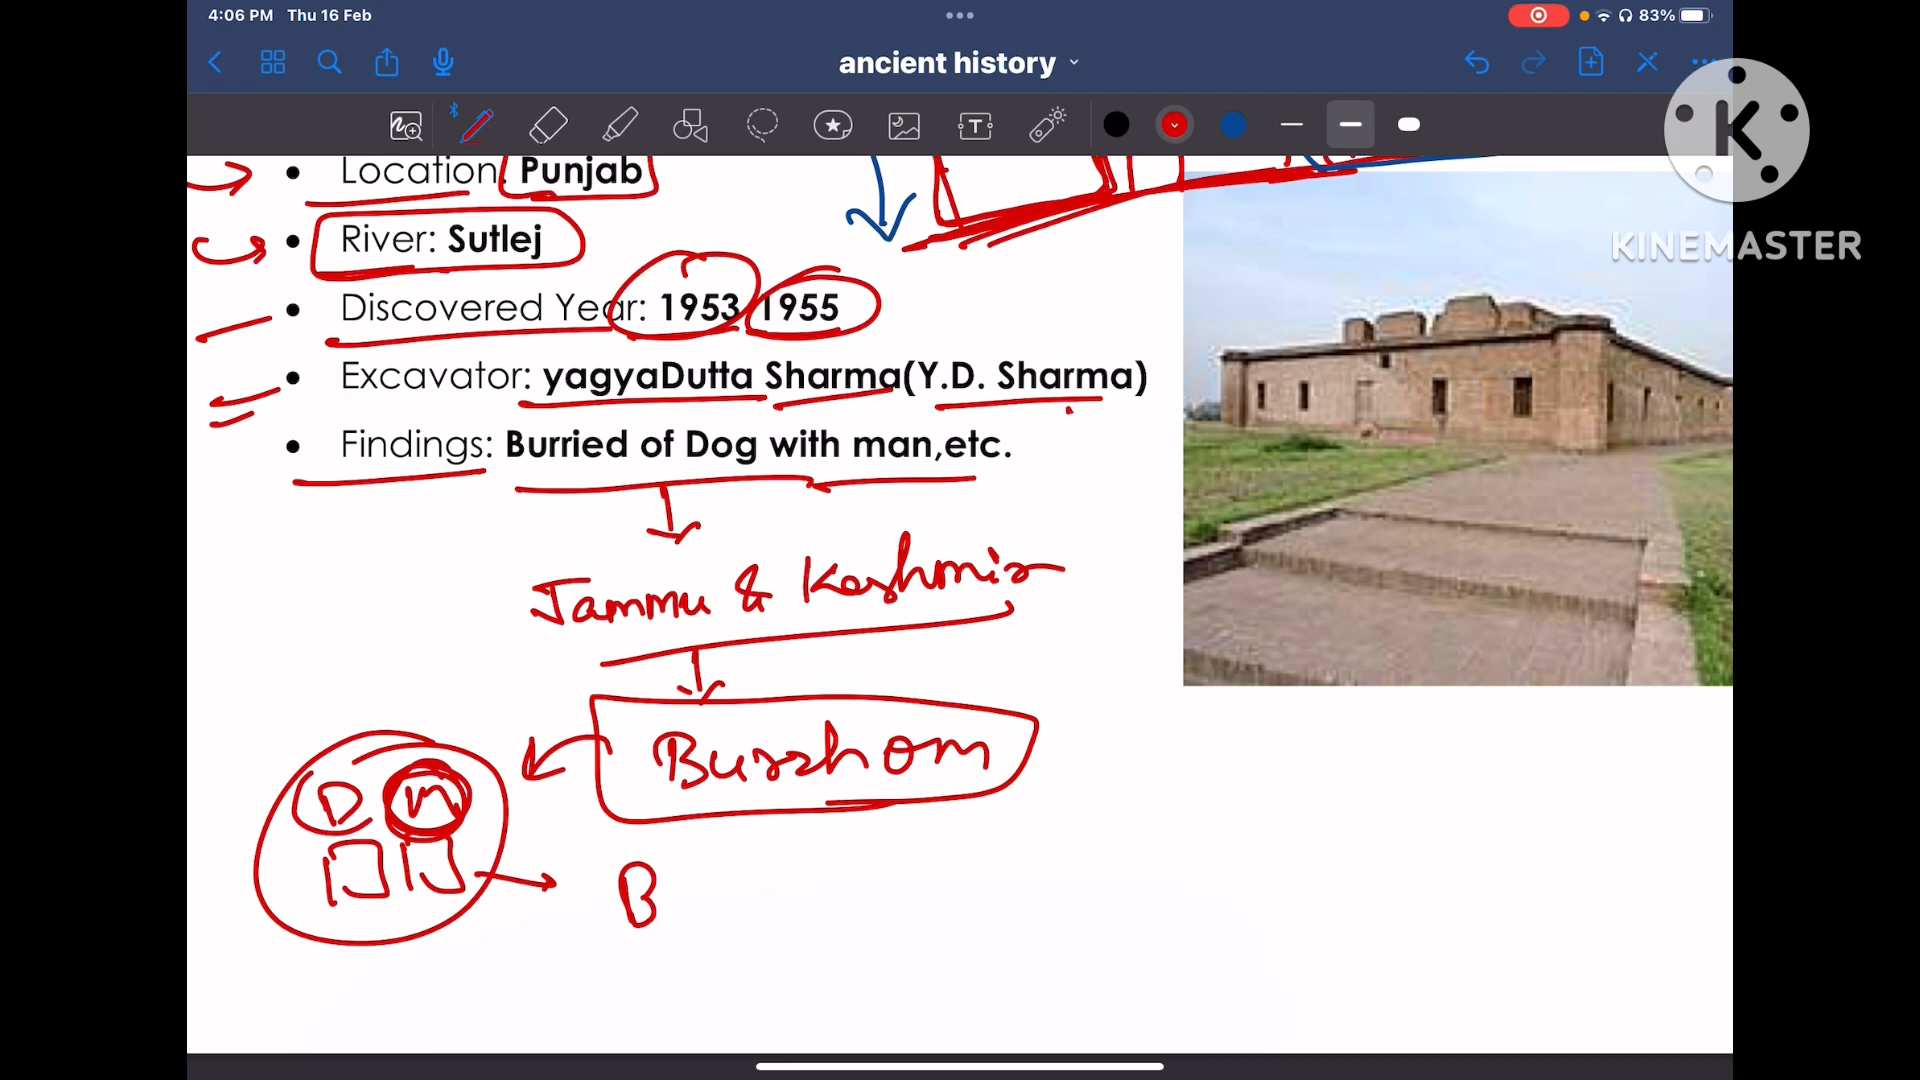 4:06 PM Thu 16 Feb
83%
ancient history
Location: Punjab
River: Sutlej
Discovered Year: 1953, 1955
Excavator: yagyaDutta Sharma(Y.D. Sharma)
Findings: Burried of Dog with man,etc.
Jammu & Kashmir
Burzhom
D m
B
K
KINEMASTER